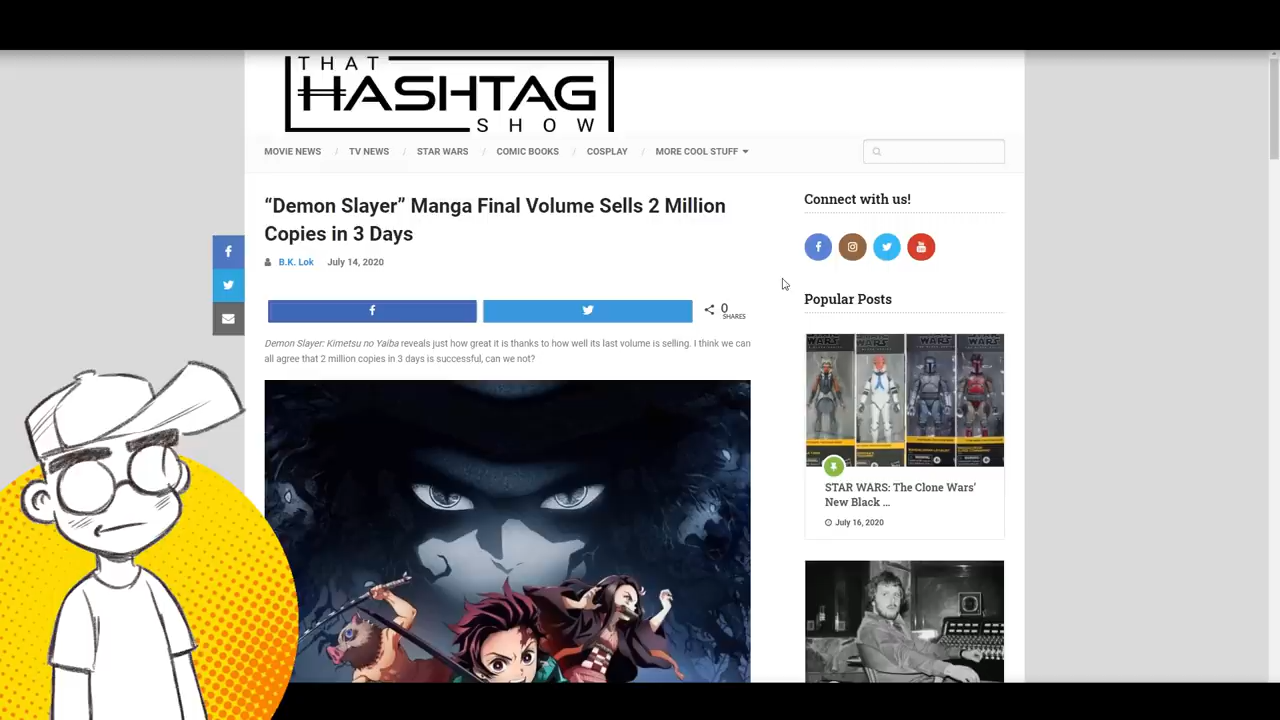 THAT
HASHTAG
SHOW
MOVIE NEWS / TV NEWS / STAR WARS / COMIC BOOKS / COSPLAY / MORE COOL STUFF
“Demon Slayer” Manga Final Volume Sells 2 Million
Copies in 3 Days
B.K. Lok July 14, 2020
0
SHARES
Demon Slayer: Kimetsu no Yaiba reveals just how great it is thanks to how well its last volume is selling. I think we can
all agree that 2 million copies in 3 days is successful, can we not?
Connect with us!
Popular Posts
STAR WARS: The Clone Wars’
New Black ...
July 16, 2020